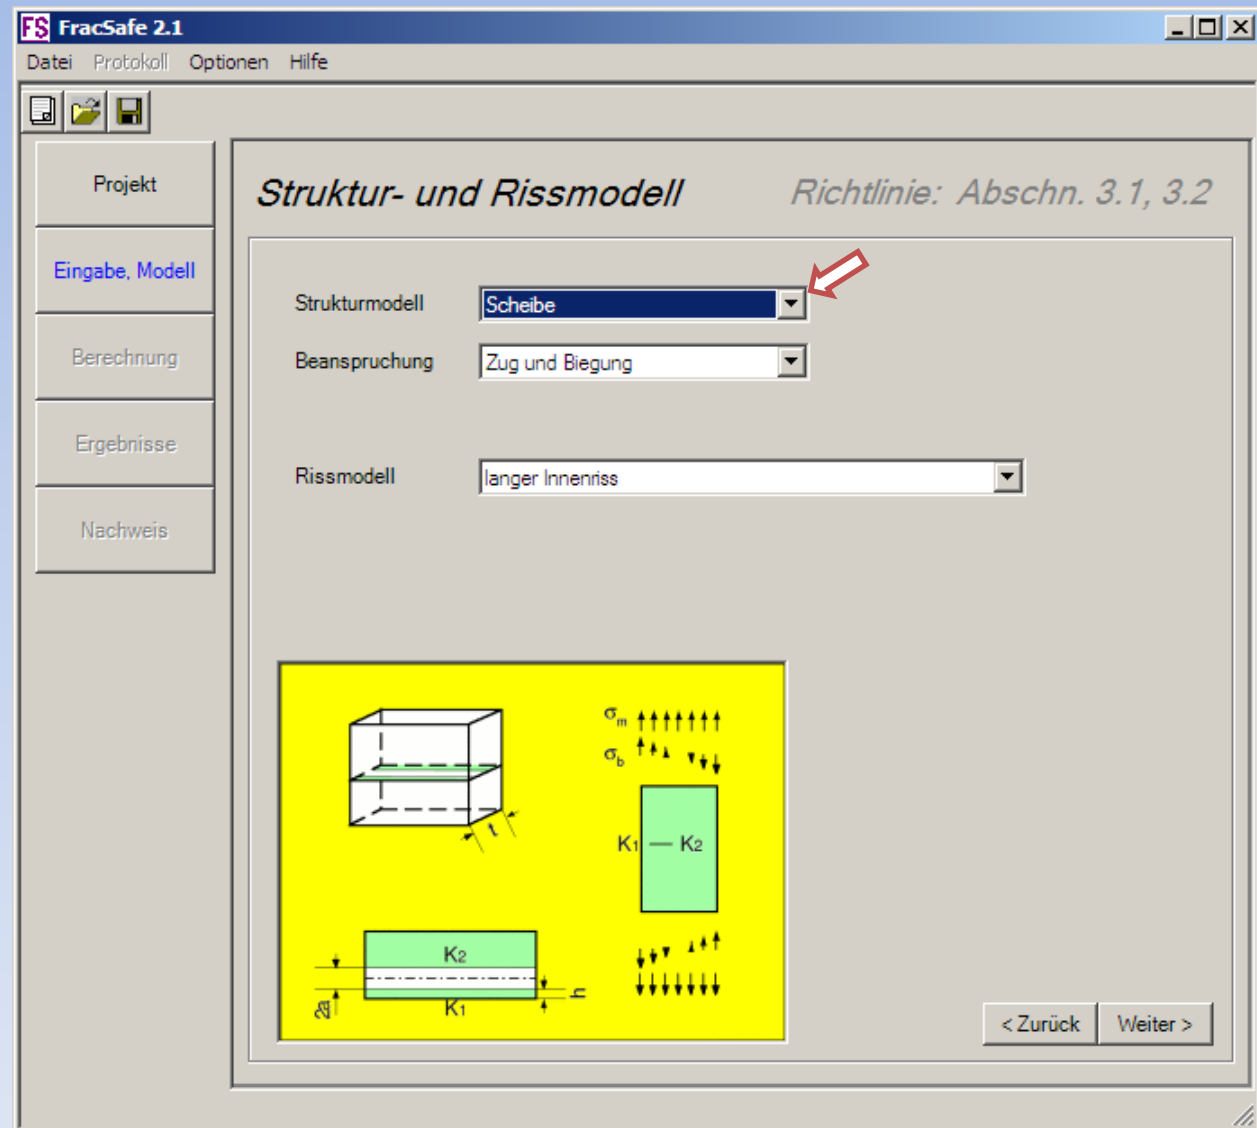 FS FracSafe 2.1
Datei Protokoll Optionen Hilfe
Projekt
Eingabe, Modell
Berechnung
Ergebnisse
Nachweis
Struktur- und Rissmodell Richtlinie: Abschn. 3.1, 3.2
Strukturmodell Scheibe
Beanspruchung Zug und Biegung
Rissmodell langer Innenriss
t
σm
σb
K1 K2
K2
2a
K1
h
< Zurück Weiter >